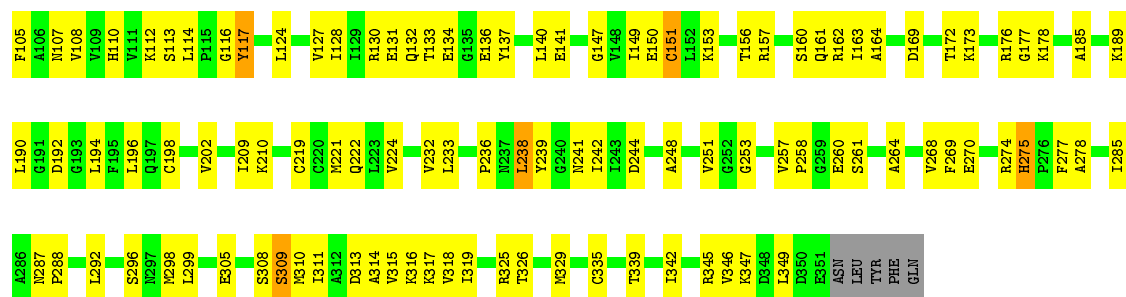 F105 A106 N107 V108 V109 H110 V111 K112 S113 L114 P115 G116 Y117 L124 V127 I128 I129 R130 E131 Q132 T133 E134 G135 E136 Y137 L140 E141 G147 V148 I149 E150 C151 L152 K153 T156 R157 S160 Q161 R162 I163 A164 D169 T172 K173 R176 G177 K178 A185 K189
L190 G191 D192 G193 L194 F195 L196 Q197 C198 V202 I209 K210 C219 C220 M221 Q222 L223 V224 V232 L233 P236 N237 L238 Y239 G240 N241 I242 I243 D244 A248 V251 G252 G253 V257 P258 G259 E260 S261 A264 V268 F269 E270 R274 H275 P276 F277 A278 I285
A286 N287 P288 L292 S296 N297 M298 L299 E305 S308 S309 M310 I311 A312 D313 A314 V315 K316 K317 V318 I319 R325 T326 M329 C335 T339 I342 R345 V346 K347 D348 L349 D350 E351 ASN LEU TYR PHE GLN